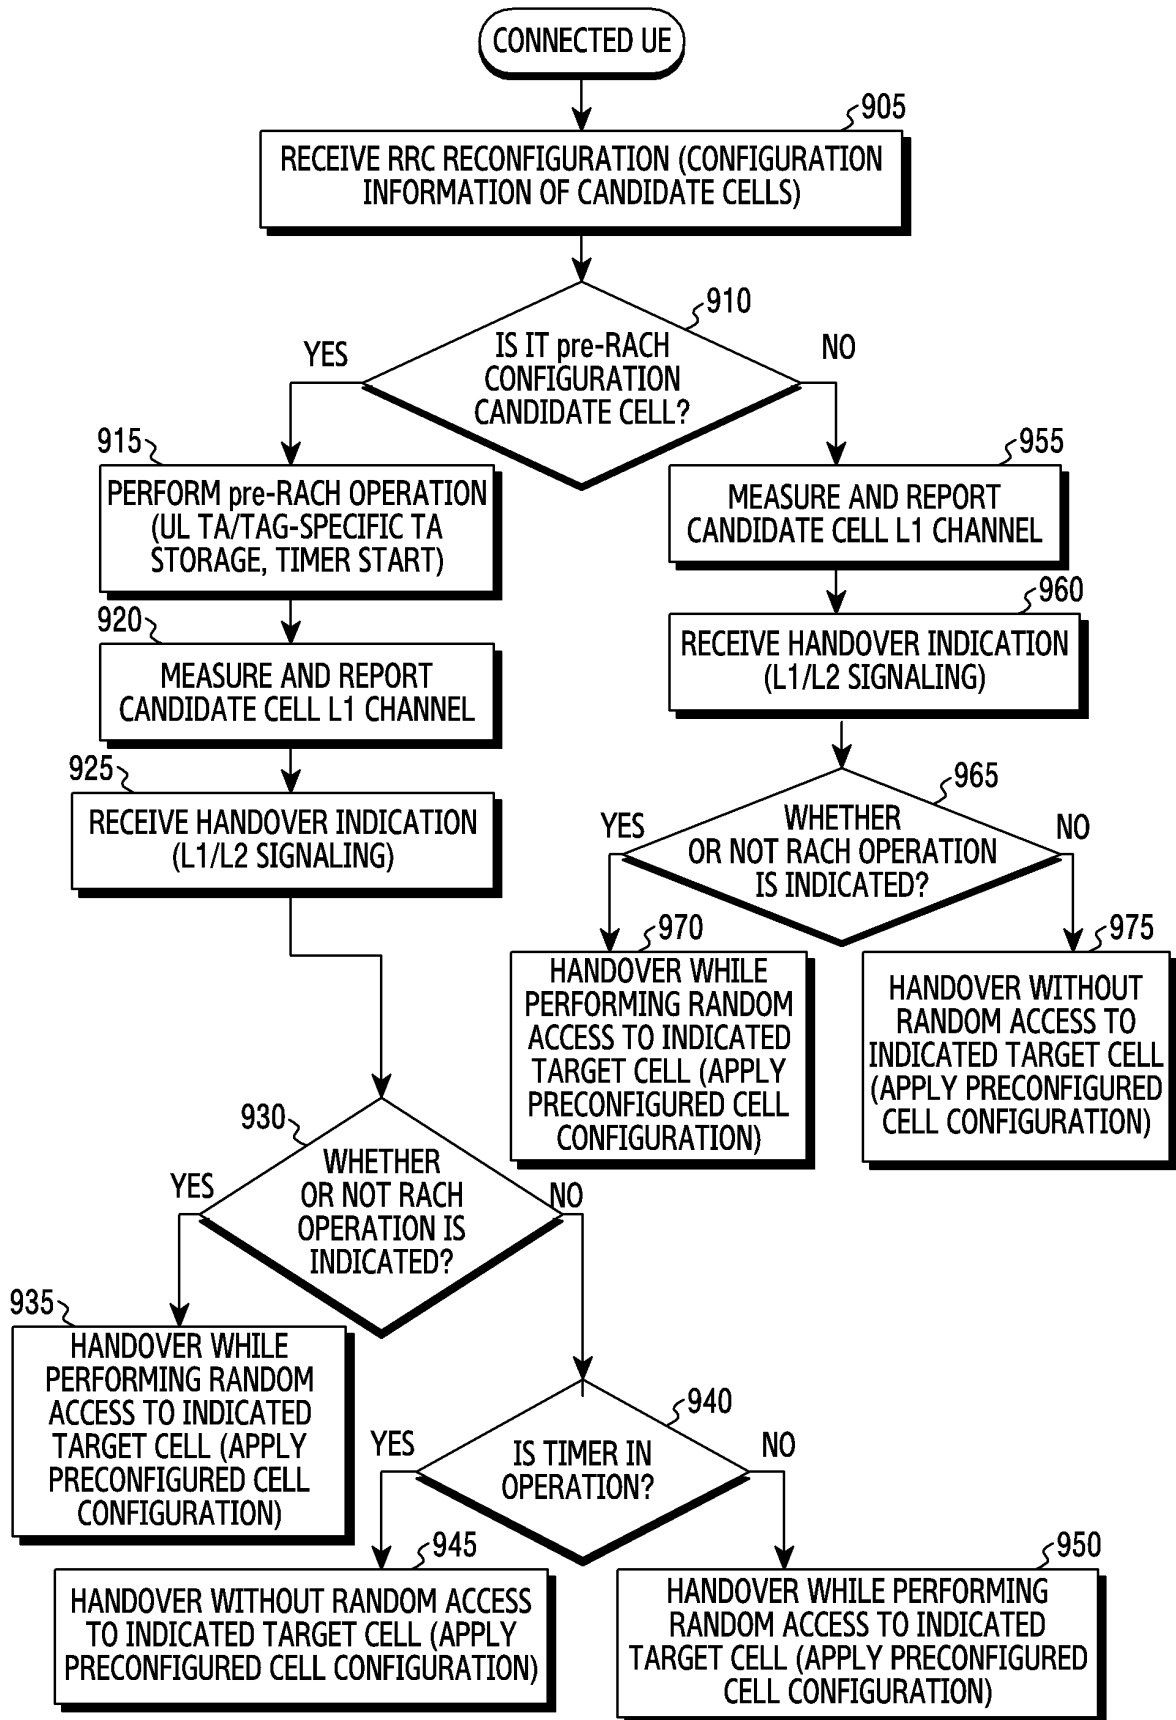 CONNECTED UE
905
RECEIVE RRC RECONFIGURATION (CONFIGURATION
INFORMATION OF CANDIDATE CELLS)
910
IS IT pre-RACH
CONFIGURATION
CANDIDATE CELL?
YES
NO
915
PERFORM pre-RACH OPERATION
(UL TA/TAG-SPECIFIC TA
STORAGE, TIMER START)
920
MEASURE AND REPORT
CANDIDATE CELL L1 CHANNEL
925
RECEIVE HANDOVER INDICATION
(L1/L2 SIGNALING)
955
MEASURE AND REPORT
CANDIDATE CELL L1 CHANNEL
960
RECEIVE HANDOVER INDICATION
(L1/L2 SIGNALING)
965
WHETHER
OR NOT RACH OPERATION
IS INDICATED?
YES
NO
970
HANDOVER WHILE
PERFORMING RANDOM
ACCESS TO INDICATED
TARGET CELL (APPLY
PRECONFIGURED CELL
CONFIGURATION)
975
HANDOVER WITHOUT
RANDOM ACCESS TO
INDICATED TARGET CELL
(APPLY PRECONFIGURED
CELL CONFIGURATION)
930
WHETHER
OR NOT RACH
OPERATION IS
INDICATED?
YES
NO
935
HANDOVER WHILE
PERFORMING RANDOM
ACCESS TO INDICATED
TARGET CELL (APPLY
PRECONFIGURED CELL
CONFIGURATION)
940
IS TIMER IN
OPERATION?
YES
NO
945
HANDOVER WITHOUT RANDOM ACCESS
TO INDICATED TARGET CELL (APPLY
PRECONFIGURED CELL CONFIGURATION)
950
HANDOVER WHILE PERFORMING
RANDOM ACCESS TO INDICATED
TARGET CELL (APPLY PRECONFIGURED
CELL CONFIGURATION)